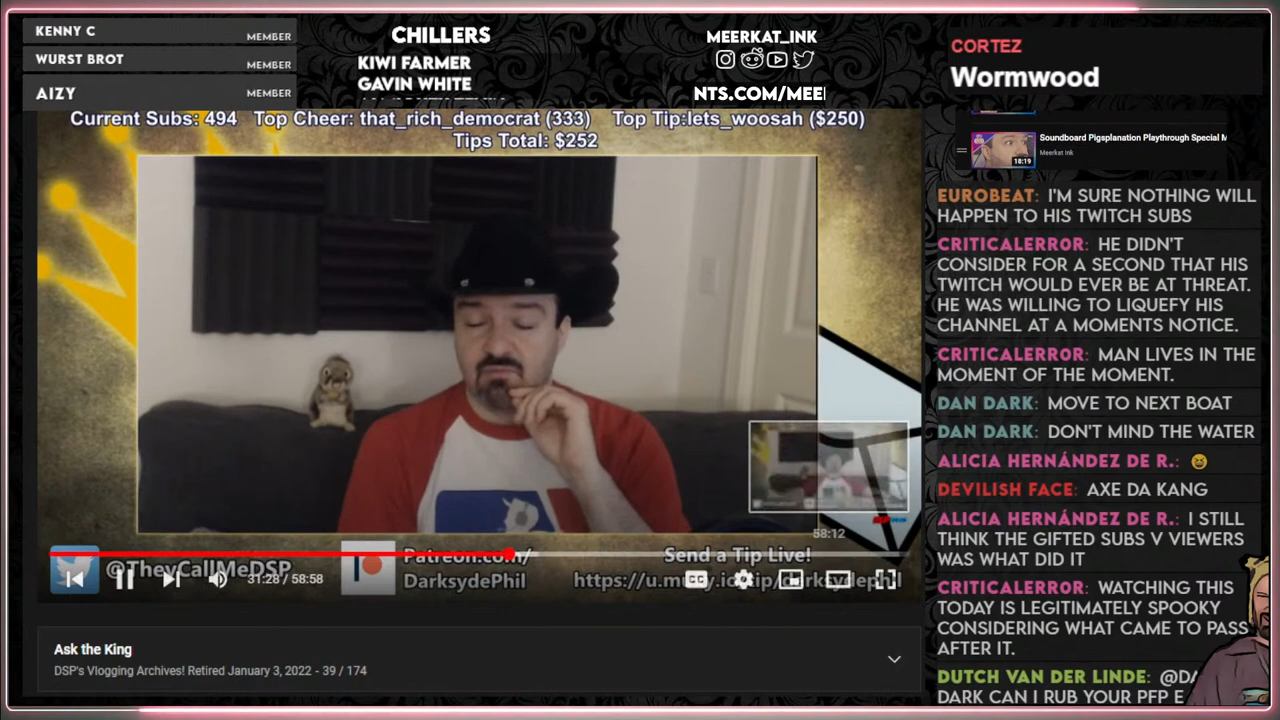 KENNY C
MEMBER
WURST BROT
MEMBER
AIZY
MEMBER
CHILLERS
KIWI FARMER
GAVIN WHITE
MEERKAT_INK
NTS.COM/MEE
CORTEZ
Wormwood
Current Subs: 494 Top Cheer: that_rich_democrat (333) Top Tip:lets_woosah ($250)
Tips Total: $252
58:12
@TheyCallMeDSP
31:28 / 58:58
Patreon.com/
DarksydePhil
Send a Tip Live!
CC
Ask the King
DSP's Vlogging Archives! Retired January 3, 2022 - 39 / 174
Soundboard Pigsplanation Playthrough Special
Meerkat Ink
18:19
EUROBEAT: I'M SURE NOTHING WILL
HAPPEN TO HIS TWITCH SUBS
CRITICALERROR: HE DIDN'T
CONSIDER FOR A SECOND THAT HIS
TWITCH WOULD EVER BE AT THREAT.
HE WAS WILLING TO LIQUEFY HIS
CHANNEL AT A MOMENTS NOTICE.
CRITICALERROR: MAN LIVES IN THE
MOMENT OF THE MOMENT.
DAN DARK: MOVE TO NEXT BOAT
DAN DARK: DON'T MIND THE WATER
ALICIA HERNÁNDEZ DE R.:
DEVILISH FACE: AXE DA KANG
ALICIA HERNÁNDEZ DE R.: I STILL
THINK THE GIFTED SUBS V VIEWERS
WAS WHAT DID IT
CRITICALERROR: WATCHING THIS
TODAY IS LEGITIMATELY SPOOKY
CONSIDERING WHAT CAME TO PASS
AFTER IT.
DUTCH VAN DER LINDE:
DARK CAN I RUB YOUR PFP